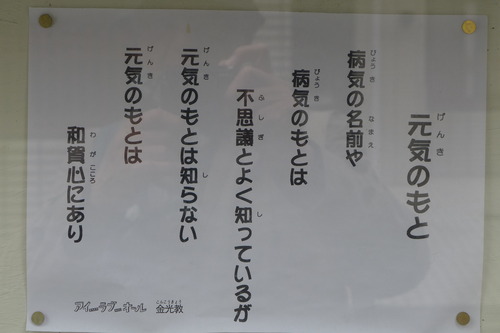 元気のもと
病気の名前や
病気のもとは
不思議とよく知っているが
元気のもとは知らない
元気のもとは
和賀心にあり
アイラブオール 金光教